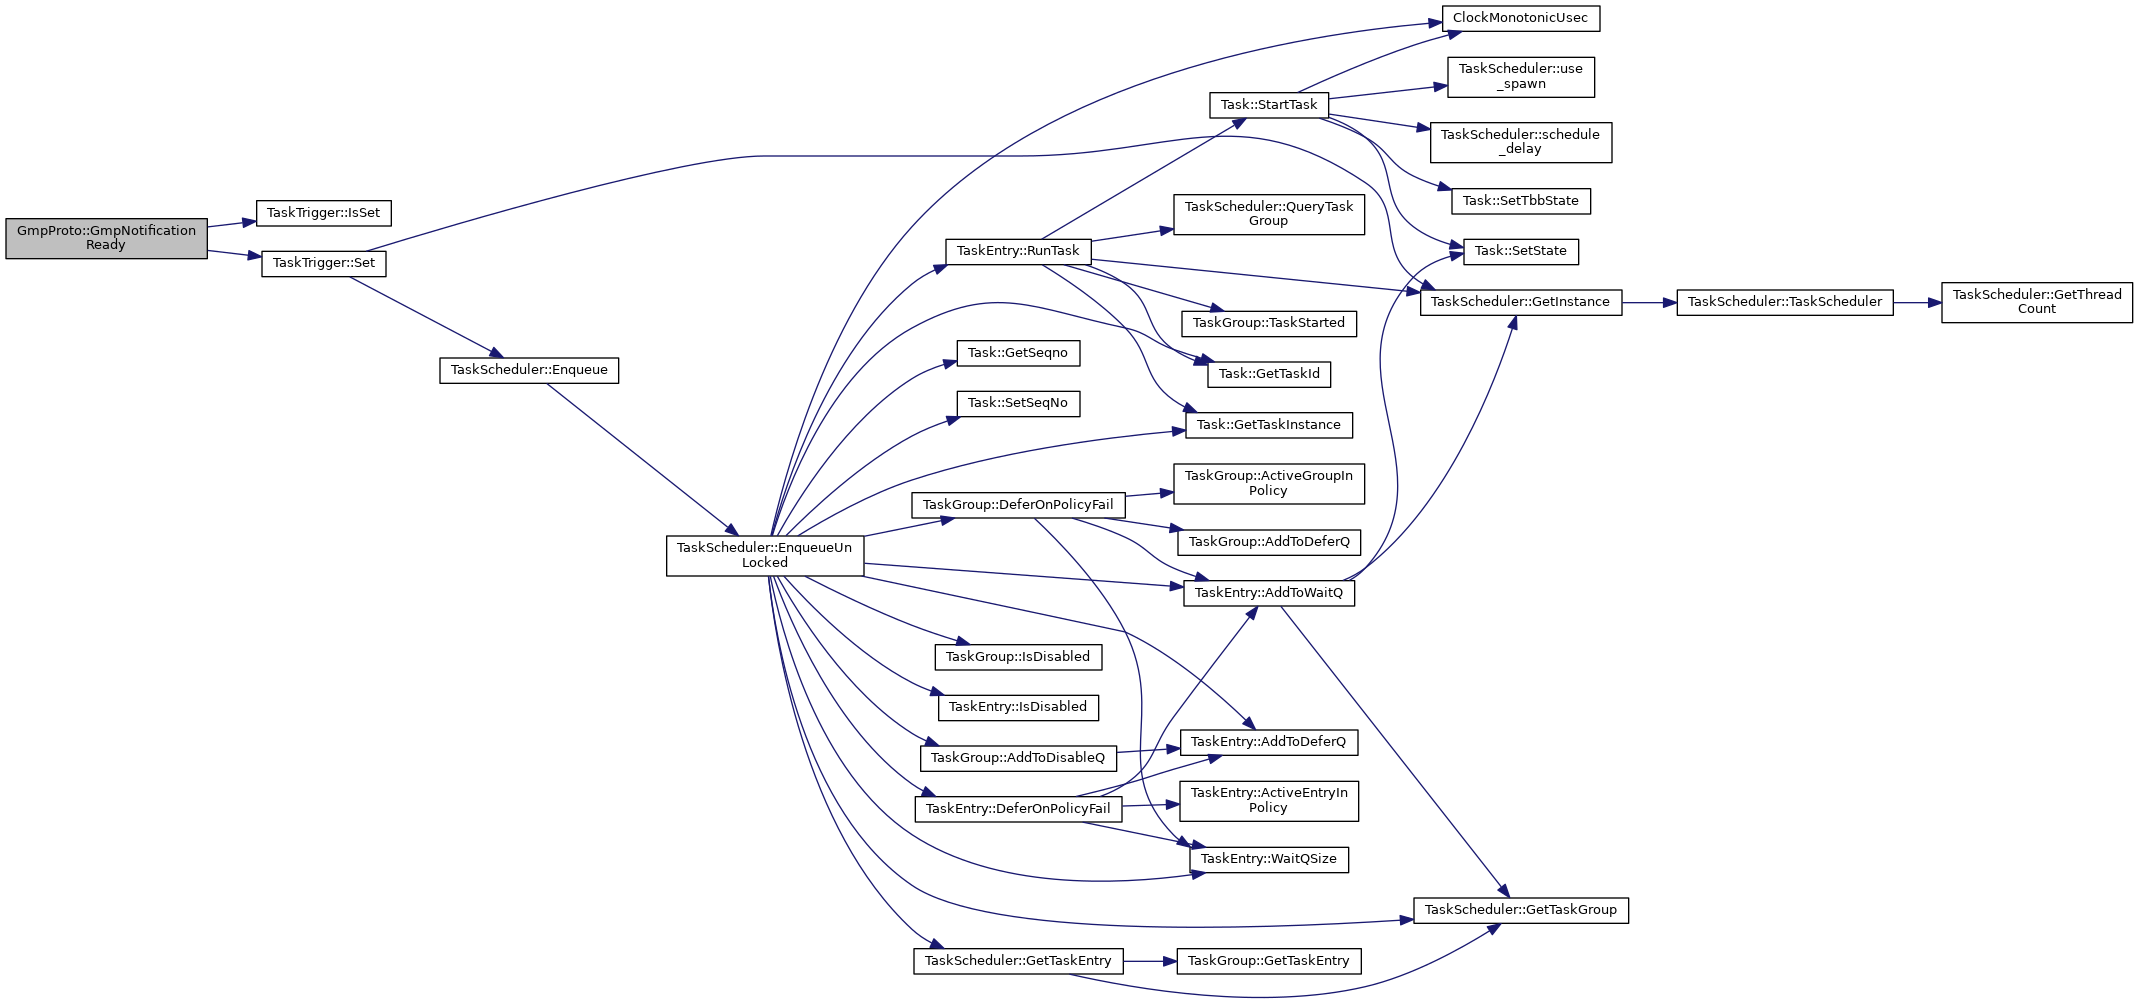 GmpProto::GmpNotification
Ready
TaskTrigger::IsSet
TaskTrigger::Set
TaskScheduler::Enqueue
TaskScheduler::EnqueueUn
Locked
TaskEntry::RunTask
Task::GetSeqno
Task::SetSeqNo
TaskGroup::DeferOnPolicyFail
TaskGroup::IsDisabled
TaskEntry::IsDisabled
TaskGroup::AddToDisableQ
TaskEntry::DeferOnPolicyFail
TaskScheduler::GetTaskEntry
Task::StartTask
TaskScheduler::QueryTask
Group
TaskGroup::TaskStarted
Task::GetTaskId
Task::GetTaskInstance
TaskGroup::ActiveGroupIn
Policy
TaskGroup::AddToDeferQ
TaskEntry::AddToWaitQ
TaskEntry::AddToDeferQ
TaskEntry::ActiveEntryIn
Policy
TaskEntry::WaitQSize
TaskGroup::GetTaskEntry
ClockMonotonicUsec
TaskScheduler::use
_spawn
TaskScheduler::schedule
_delay
Task::SetTbbState
Task::SetState
TaskScheduler::GetInstance
TaskScheduler::GetTaskGroup
TaskScheduler::TaskScheduler
TaskScheduler::GetThread
Count